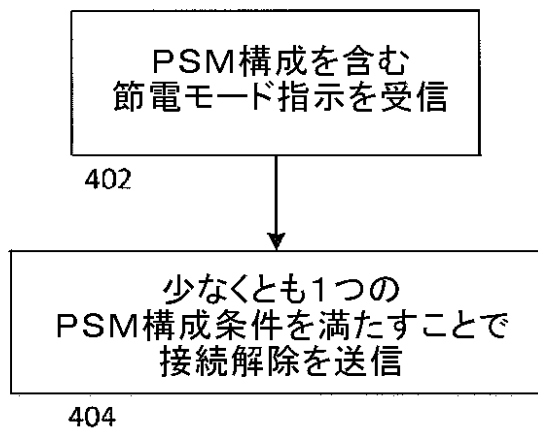 PSM構成を含む
節電モード指示を受信
402
少なくとも1つの
PSM構成条件を満たすことで
接続解除を送信
404